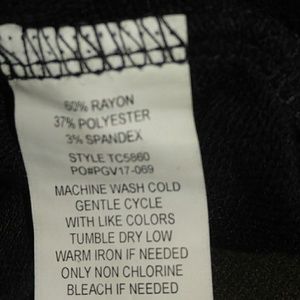 60% RAYON
37% POLYESTER
3% SPANDEX
STYLE TC5860
PO#PGV17-069
MACHINE WASH COLD
GENTLE CYCLE
WITH LIKE COLORS
TUMBLE DRY LOW
WARM IRON IF NEEDED
ONLY NON CHLORINE
BLEACH IF NEEDED